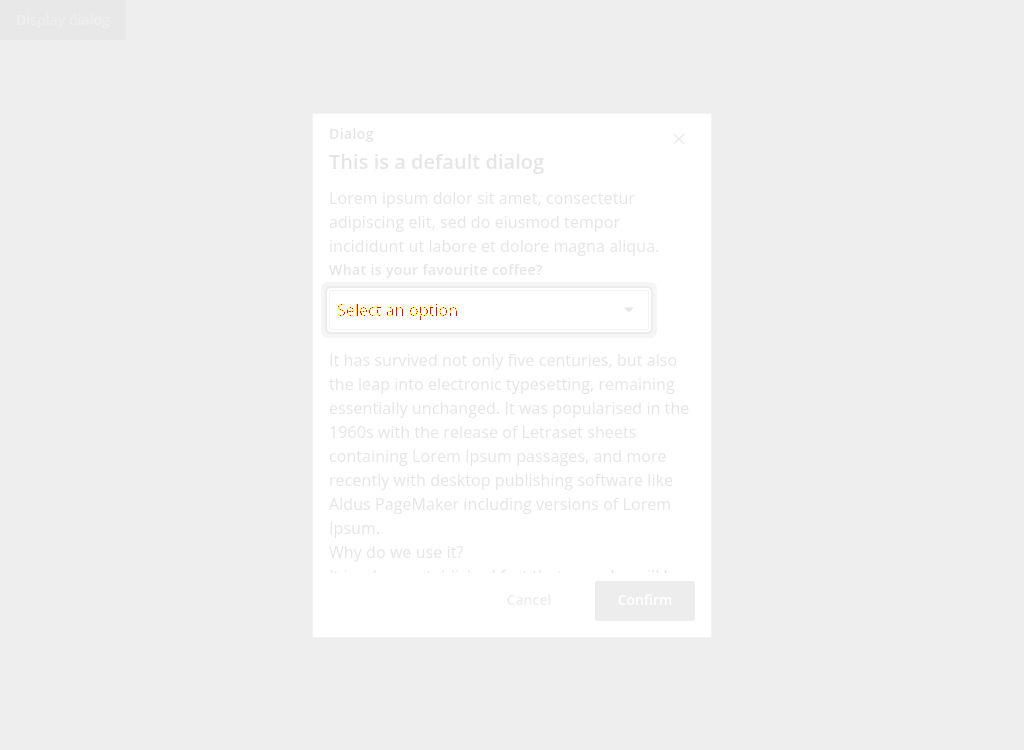 Display dialog
Dialog
This is a default dialog
Lorem ipsum dolor sit amet, consectetur
adipiscing elit, sed do eiusmod tempor
incididunt ut labore et dolore magna aliqua.
What is your favourite coffee?
Select an option
It has survived not only five centuries, but also
the leap into electronic typesetting, remaining
essentially unchanged. It was popularised in the
1960s with the release of Letraset sheets
containing Lorem Ipsum passages, and more
recently with desktop publishing software like
Aldus PageMaker including versions of Lorem
Ipsum.
Why do we use it?
Cancel
Confirm